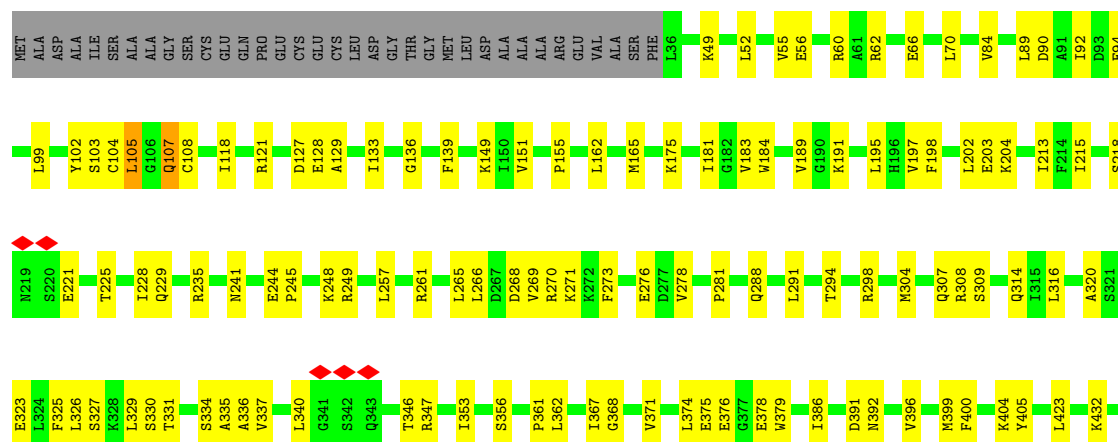 MET ALA ASP ALA ILE SER ALA ALA GLY SER CYS GLU GLN PRO GLU CYS GLU CYS LEU ASP GLY THR GLY MET LEU ASP ALA ALA ALA ARG GLU VAL ALA SER PHE L36 K49 L52 V55 E56 R60 A61 R62 E66 L70 V84 L89 D90 A91 I92 D93 E94
L99 Y102 S103 C104 L105 G106 Q107 C108 I118 R121 D127 E128 A129 I133 G136 F139 K149 I150 V151 P155 L162 M165 K175 I181 G182 V183 W184 V189 G190 K191 L195 H196 V197 F198 L202 E203 K204 I213 F214 I215 S218
N219 S220 E221 T225 I228 Q229 R235 N241 E244 P245 K248 R249 L257 R261 L265 L266 D267 D268 V269 R270 K271 K272 F273 E276 D277 V278 P281 Q288 L291 T294 R298 M304 Q307 R308 S309 Q314 I315 L316 A320 S321
E323 L324 F325 L326 S327 K328 L329 S330 T331 S334 A335 A336 V337 L340 G341 S342 Q343 T346 R347 I353 S356 P361 L362 I367 G368 V371 L374 E375 E376 G377 E378 W379 I386 D391 N392 V396 M399 F400 K404 Y405 L423 K432